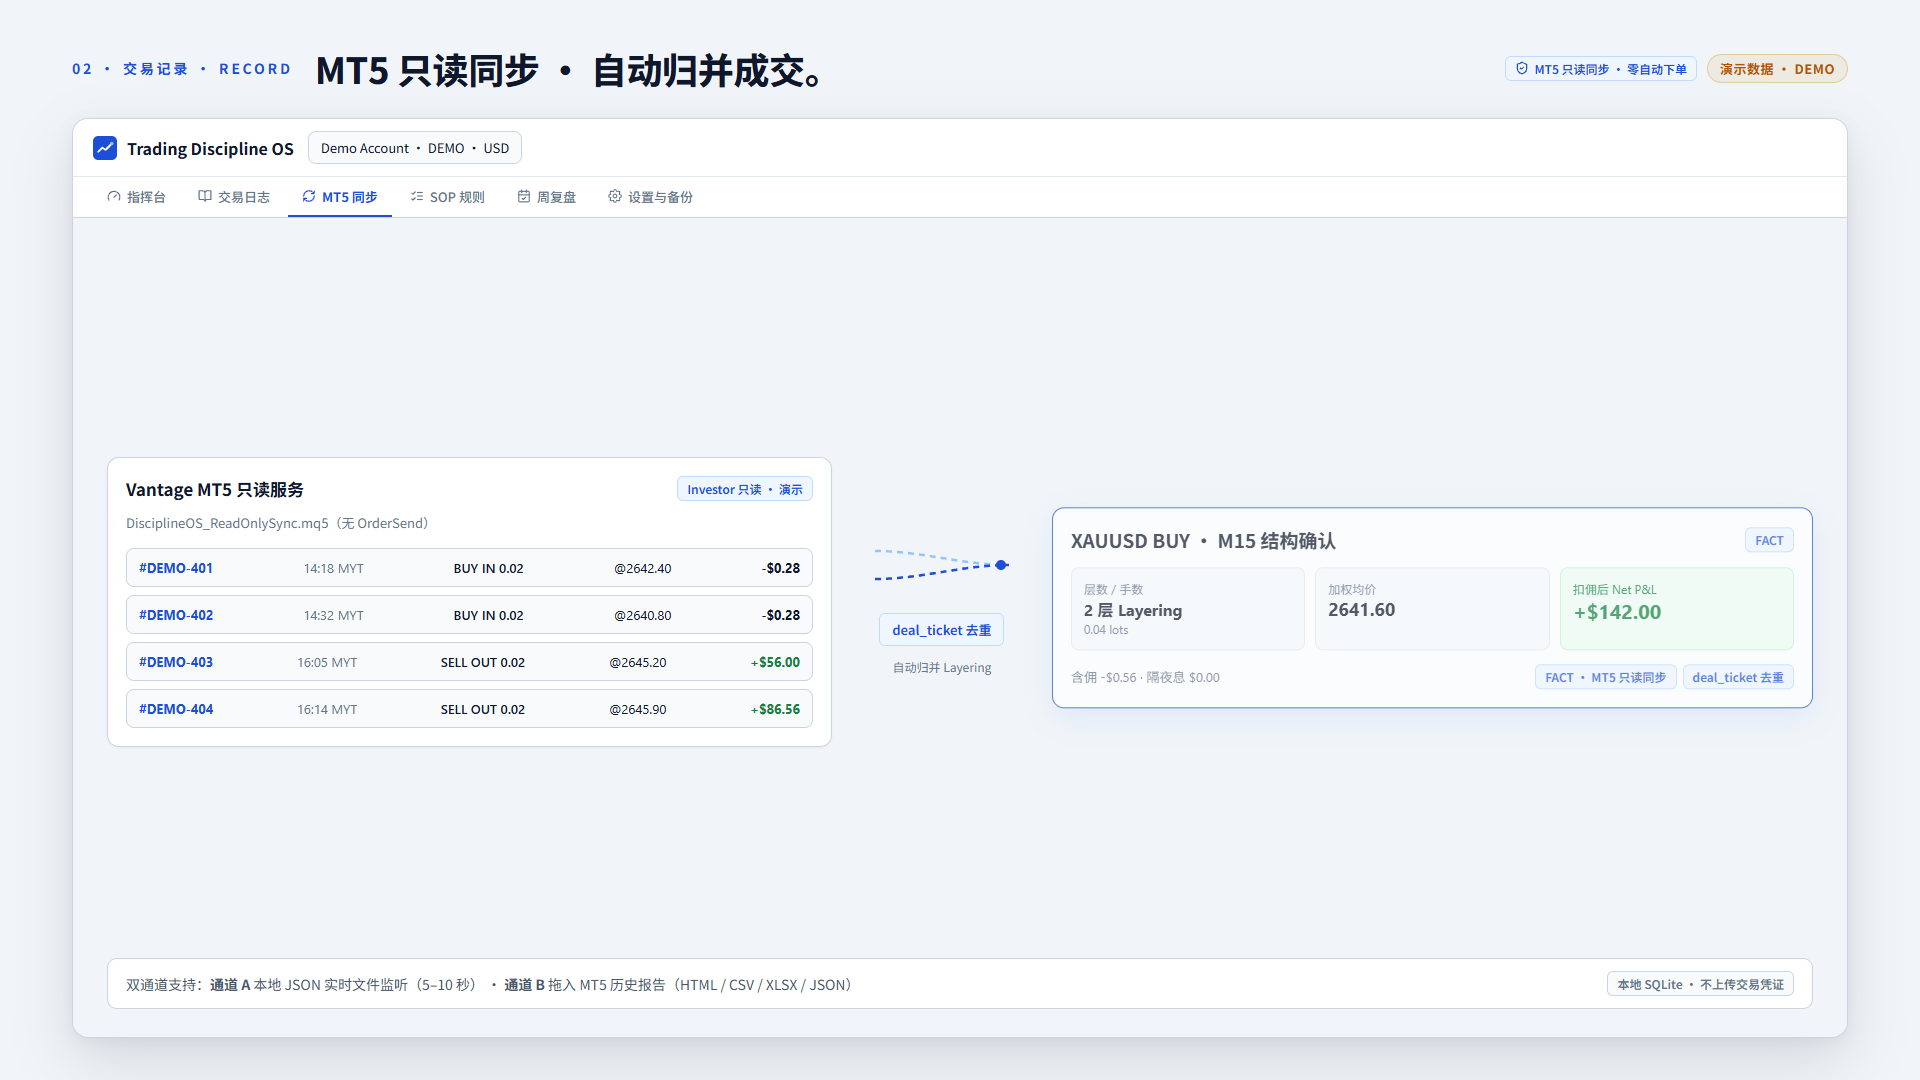 02 • 交易记录 • RECORD
MT5 只读同步 • 自动归并成交。
MT5 只读同步 • 零自动下单
演示数据 • DEMO
Trading Discipline OS
Demo Account • DEMO • USD
指挥台
交易日志
MT5 同步
SOP 规则
周复盘
设置与备份
Vantage MT5 只读服务
Investor 只读 • 演示
DisciplineOS_ReadOnlySync.mq5（无 OrderSend）
#DEMO-401 14:18 MYT BUY IN 0.02 @2642.40 -$0.28
#DEMO-402 14:32 MYT BUY IN 0.02 @2640.80 -$0.28
#DEMO-403 16:05 MYT SELL OUT 0.02 @2645.20 +$56.00
#DEMO-404 16:14 MYT SELL OUT 0.02 @2645.90 +$86.56
deal_ticket 去重
自动归并 Layering
XAUUSD BUY • M15 结构确认
FACT
层数 / 手数
2 层 Layering
0.04 lots
加权均价
2641.60
扣佣后 Net P&L
+$142.00
含佣 -$0.56 · 隔夜息 $0.00
FACT • MT5 只读同步
deal_ticket 去重
双通道支持：通道 A 本地 JSON 实时文件监听（5–10 秒） • 通道 B 拖入 MT5 历史报告（HTML / CSV / XLSX / JSON）
本地 SQLite • 不上传交易凭证